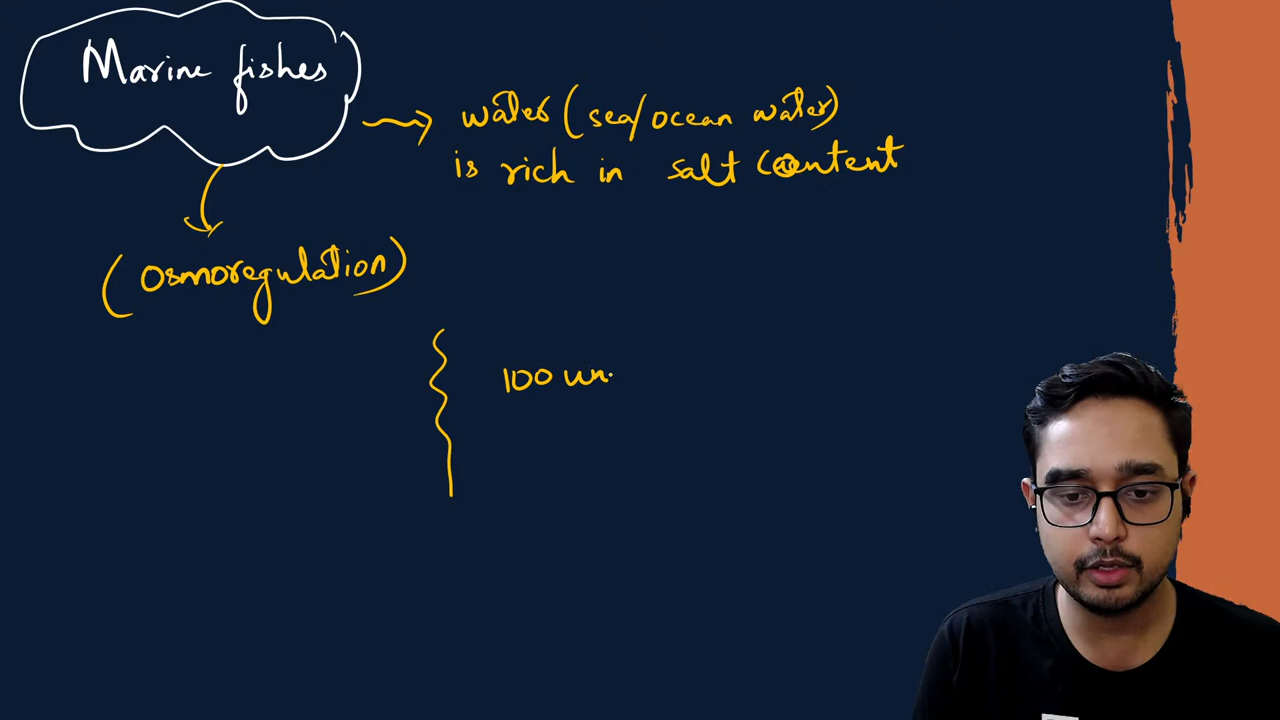 Marine fishes
water (sea/ocean water)
is rich in salt content
(Osmoregulation)
100 un